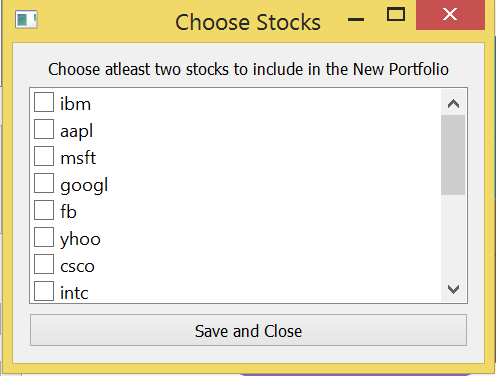 Choose Stocks
Choose atleast two stocks to include in the New Portfolio
ibm
aapl
msft
googl
fb
yhoo
csco
intc
Save and Close